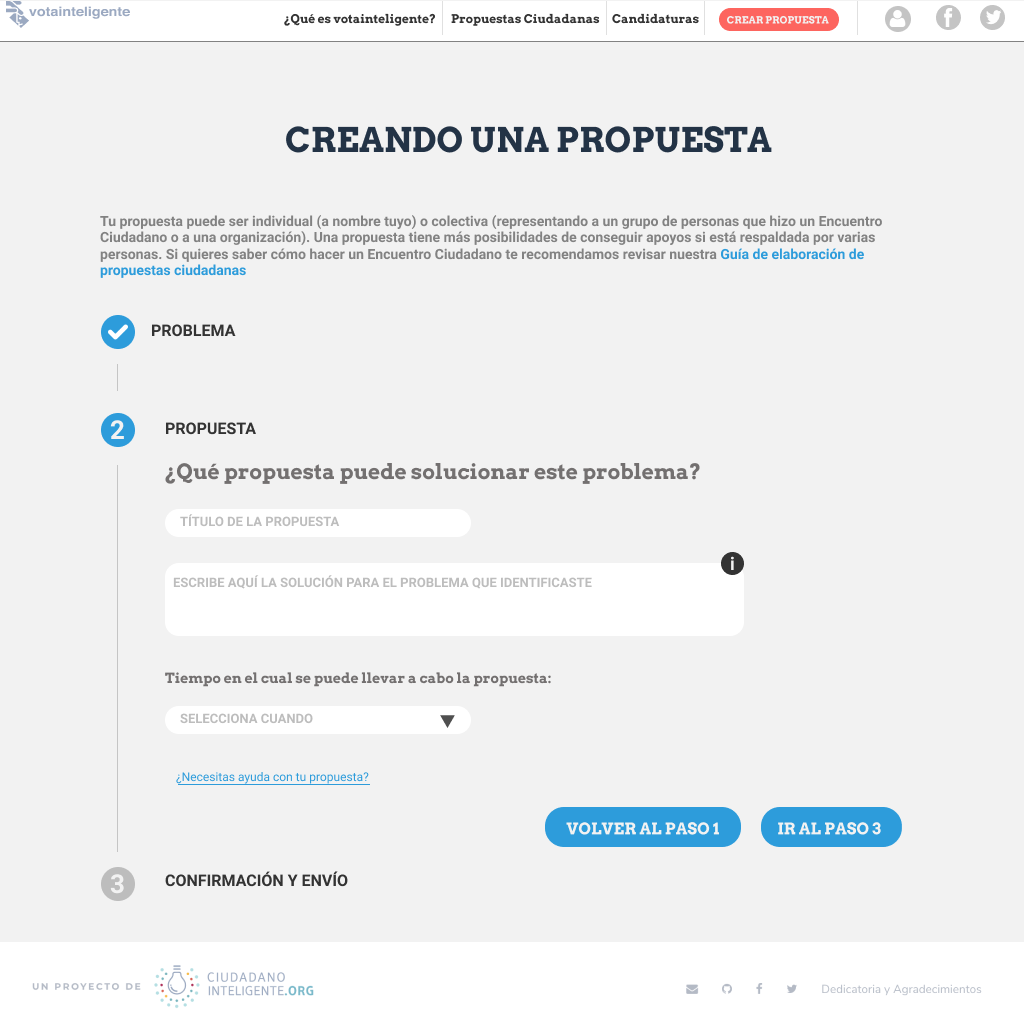 votainteligente
¿Qué es votainteligente?
Propuestas Ciudadanas
Candidaturas
CREAR PROPUESTA
CREANDO UNA PROPUESTA
Tu propuesta puede ser individual (a nombre tuyo) o colectiva (representando a un grupo de personas que hizo un Encuentro
Ciudadano o a una organización). Una propuesta tiene más posibilidades de conseguir apoyos si está respaldada por varias
personas. Si quieres saber cómo hacer un Encuentro Ciudadano te recomendamos revisar nuestra Guía de elaboración de
propuestas ciudadanas
PROBLEMA
2
PROPUESTA
¿Qué propuesta puede solucionar este problema?
TÍTULO DE LA PROPUESTA
i
ESCRIBE AQUÍ LA SOLUCIÓN PARA EL PROBLEMA QUE IDENTIFICASTE
Tiempo en el cual se puede llevar a cabo la propuesta:
SELECCIONA CUANDO
¿Necesitas ayuda con tu propuesta?
VOLVER AL PASO 1
IR AL PASO 3
3
CONFIRMACIÓN Y ENVÍO
UN PROYECTO DE
CIUDADANO
INTELIGENTE.ORG
Dedicatoria y Agradecimientos